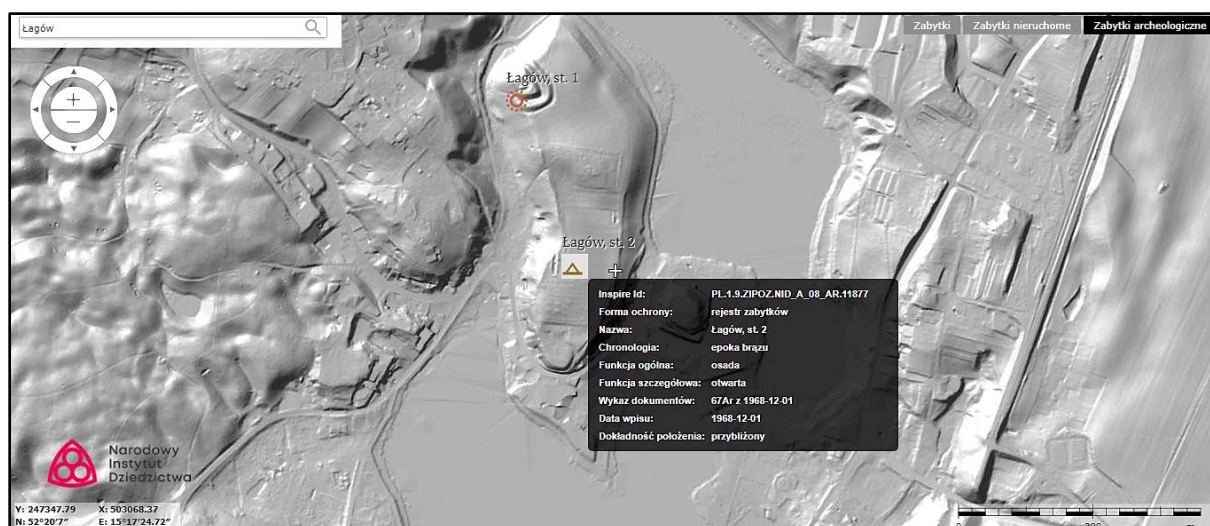 Łagów
Zabytki Zabytki nieruchome Zabytki archeologiczne
Łagów, st. 1
Łagów, st. 2
Inspire Id: PL.1.9.ZIPOZ.NID_A_08_AR.11877
Forma ochrony: rejestr zabytków
Nazwa: Łagów, st. 2
Chronologia: epoka brązu
Funkcja ogólna: osada
Funkcja szczegółowa: otwarta
Wykaz dokumentów: 67Ar z 1968-12-01
Data wpisu: 1968-12-01
Dokładność położenia: przybliżony
Narodowy
Instytut
Dziedzictwa
Y: 247347.79 X: 503068.37
N: 52°20'7" E: 15°17'24.72"
0 200 m